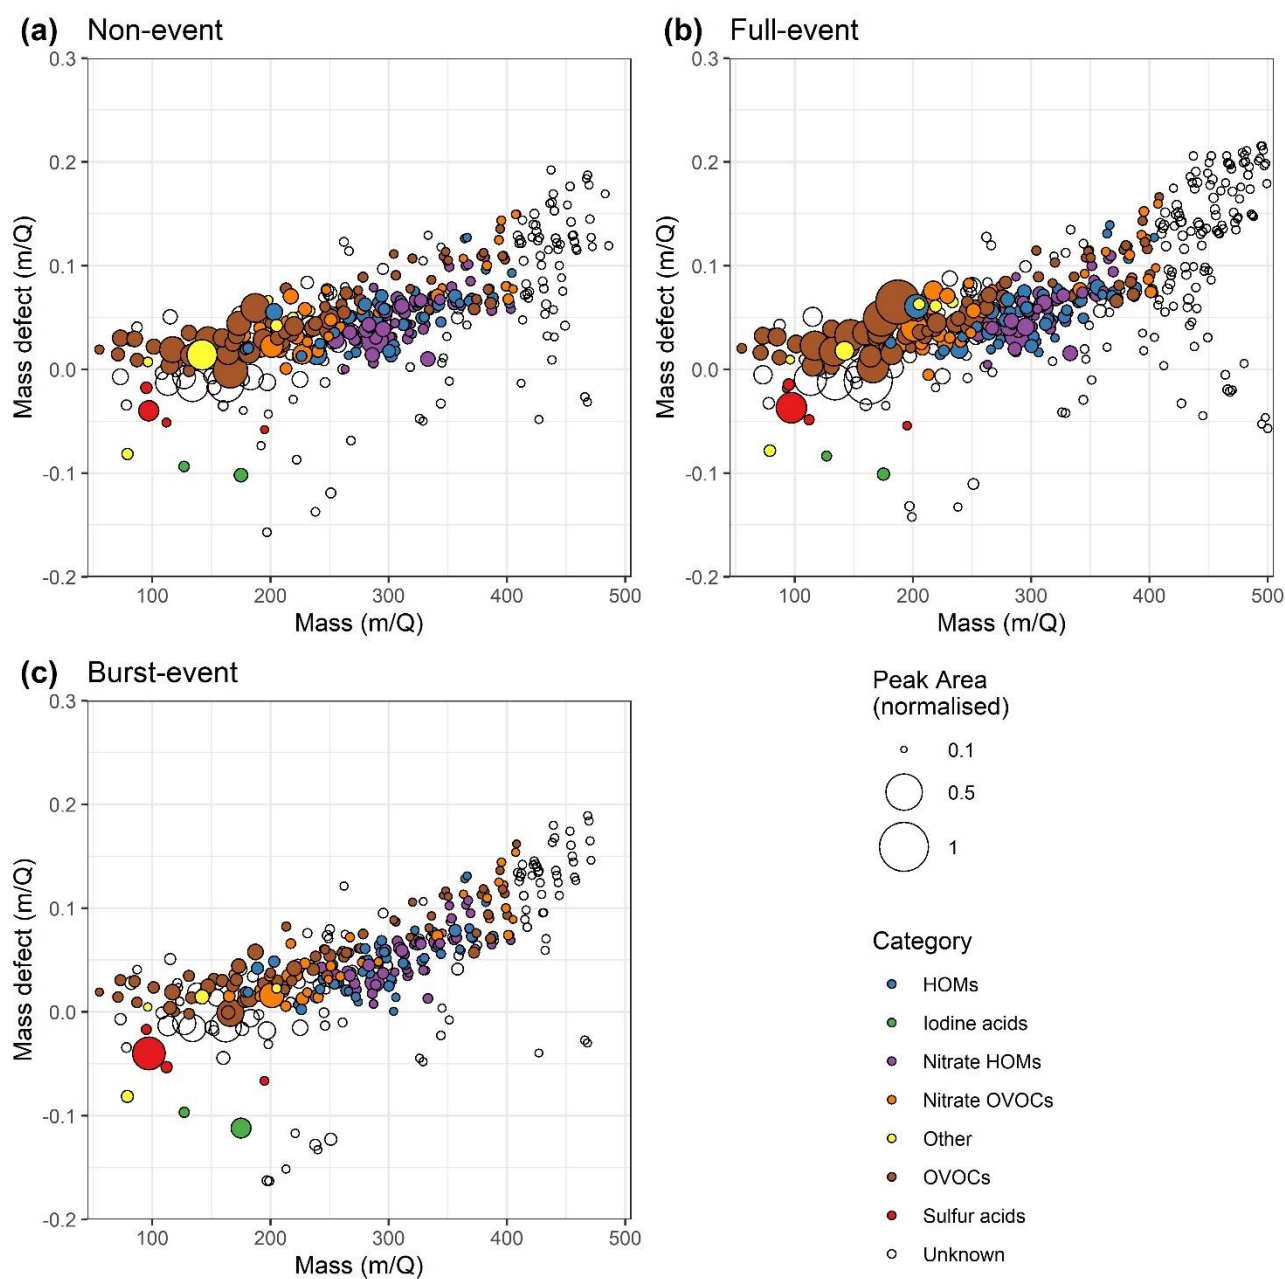 (a) Non-event
0.3
0.2
0.1
0.0
-0.1
-0.2
Mass defect (m/Q)
100 200 300 400 500
Mass (m/Q)
(b) Full-event
0.3
0.2
0.1
0.0
-0.1
-0.2
Mass defect (m/Q)
100 200 300 400 500
Mass (m/Q)
(c) Burst-event
0.3
0.2
0.1
0.0
-0.1
-0.2
Mass defect (m/Q)
100 200 300 400 500
Mass (m/Q)
Peak Area
(normalised)
0.1
0.5
1
Category
HOMs
Iodine acids
Nitrate HOMs
Nitrate OVOCs
Other
OVOCs
Sulfur acids
Unknown